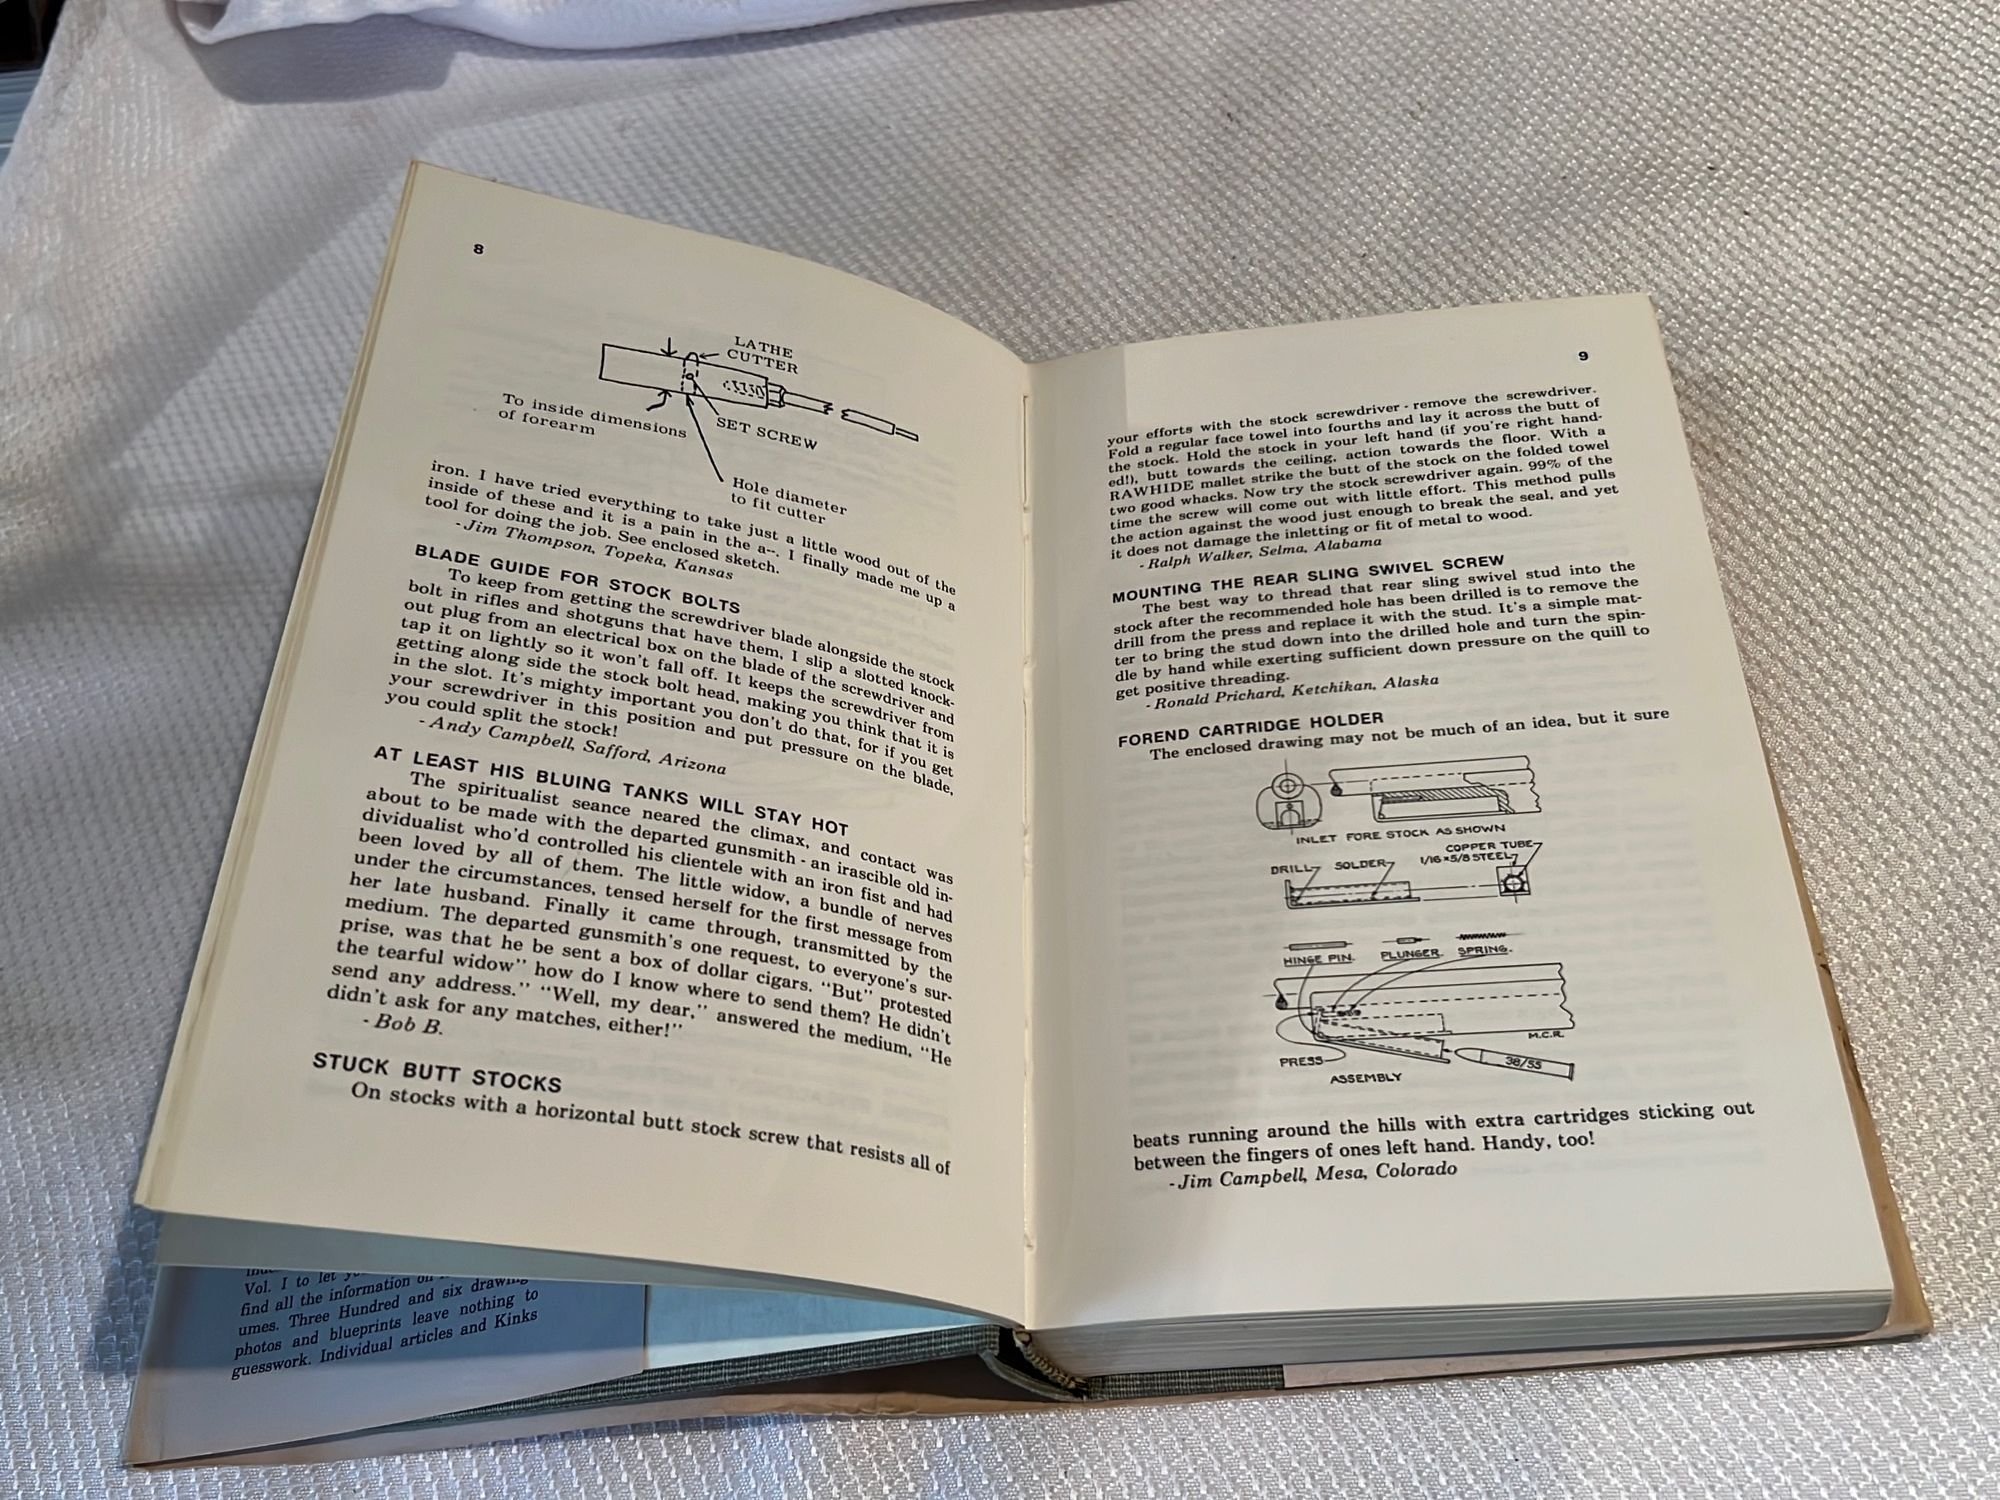 8
LATHE
CUTTER
To inside dimensions
of forearm
SET SCREW
Hole diameter
to fit cutter
iron. I have tried everything to take just a little wood out of the
inside of these and it is a pain in the a--. I finally made me up a
tool for doing the job. See enclosed sketch.
- Jim Thompson, Topeka, Kansas
BLADE GUIDE FOR STOCK BOLTS
To keep from getting the screwdriver blade alongside the stock
bolt in rifles and shotguns that have them, I slip a slotted knock-
out plug from an electrical box on the blade of the screwdriver and
tap it on lightly so it won't fall off. It keeps the screwdriver from
getting along side the stock bolt head, making you think that it is
in the slot. It's mighty important you don't do that, for if you get
your screwdriver in this position and put pressure on the blade,
you could split the stock!
- Andy Campbell, Safford, Arizona
AT LEAST HIS BLUING TANKS WILL STAY HOT
The spiritualist seance neared the climax, and contact was
about to be made with the departed gunsmith - an irascible old in-
dividualist who'd controlled his clientele with an iron fist and had
been loved by all of them. The little widow, a bundle of nerves
under the circumstances, tensed herself for the first message from
her late husband. Finally it came through, transmitted by the
medium. The departed gunsmith's one request, to everyone's sur-
prise, was that he be sent a box of dollar cigars. "But" protested
the tearful widow" how do I know where to send them? He didn't
send any address." "Well, my dear," answered the medium, "He
didn't ask for any matches, either!"
- Bob B.
STUCK BUTT STOCKS
On stocks with a horizontal butt stock screw that resists all of
Vol. I to let
find all the information
umes. Three Hundred and six drawing
photos and blueprints leave nothing to
guesswork. Individual articles and Kinks
9
your efforts with the stock screwdriver - remove the screwdriver.
Fold a regular face towel into fourths and lay it across the butt of
the stock. Hold the stock in your left hand (if you're right hand-
ed!), butt towards the ceiling, action towards the floor. With a
RAWHIDE mallet strike the butt of the stock on the folded towel
two good whacks. Now try the stock screwdriver again. 99% of the
time the screw will come out with little effort. This method pulls
the action against the wood just enough to break the seal, and yet
it does not damage the inletting or fit of metal to wood.
- Ralph Walker, Selma, Alabama
MOUNTING THE REAR SLING SWIVEL SCREW
The best way to thread that rear sling swivel stud into the
stock after the recommended hole has been drilled is to remove the
drill from the press and replace it with the stud. It's a simple mat-
ter to bring the stud down into the drilled hole and turn the spin-
dle by hand while exerting sufficient down pressure on the quill to
get positive threading.
- Ronald Prichard, Ketchikan, Alaska
FOREND CARTRIDGE HOLDER
The enclosed drawing may not be much of an idea, but it sure
INLET FORE STOCK AS SHOWN
COPPER TUBE
DRILL SOLDER 1/16 x 5/8 STEEL
HINGE PIN. PLUNGER. SPRING.
M.C.R.
PRESS
38/55
ASSEMBLY
beats running around the hills with extra cartridges sticking out
between the fingers of ones left hand. Handy, too!
- Jim Campbell, Mesa, Colorado